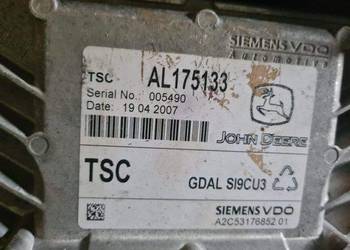 SIEMENS VDO
Automotive
TSC AL175133
Serial No.: 005490
Date: 19 04 2007
JOHN DEERE
TSC GDAL SI9CU3
SIEMENS VDO
A2C53176852 01